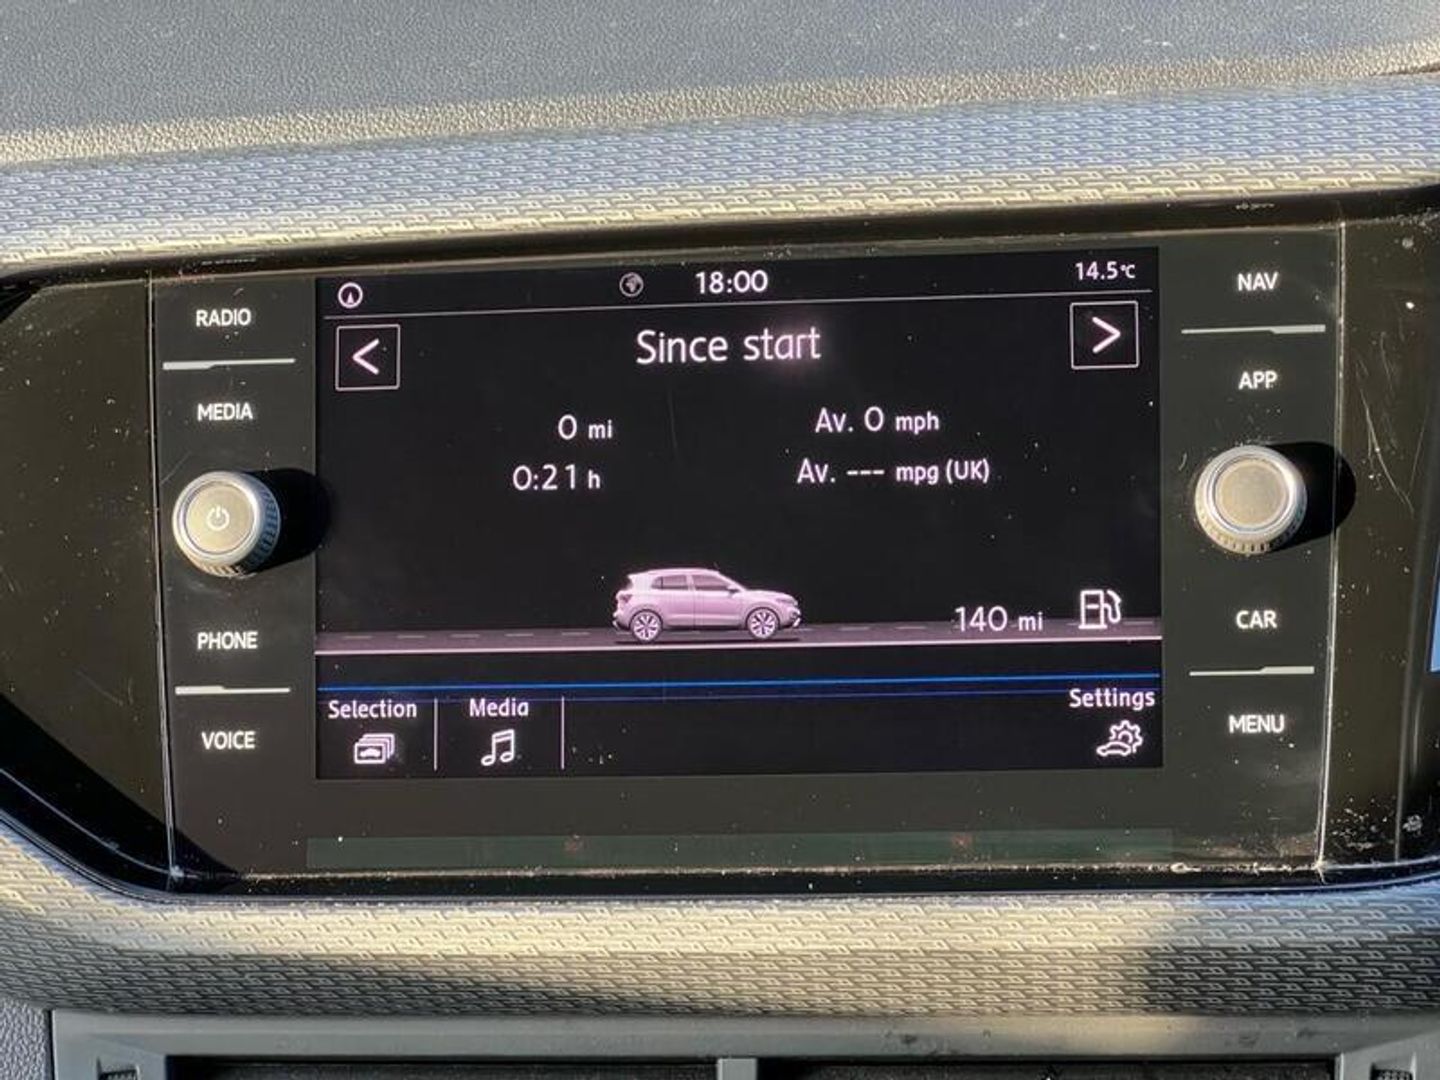 18:00
14.5°C
Since start
0 mi
Av. 0 mph
0:21 h
Av. --- mpg (UK)
140 mi
Selection
Media
Settings
RADIO
MEDIA
PHONE
VOICE
NAV
APP
CAR
MENU